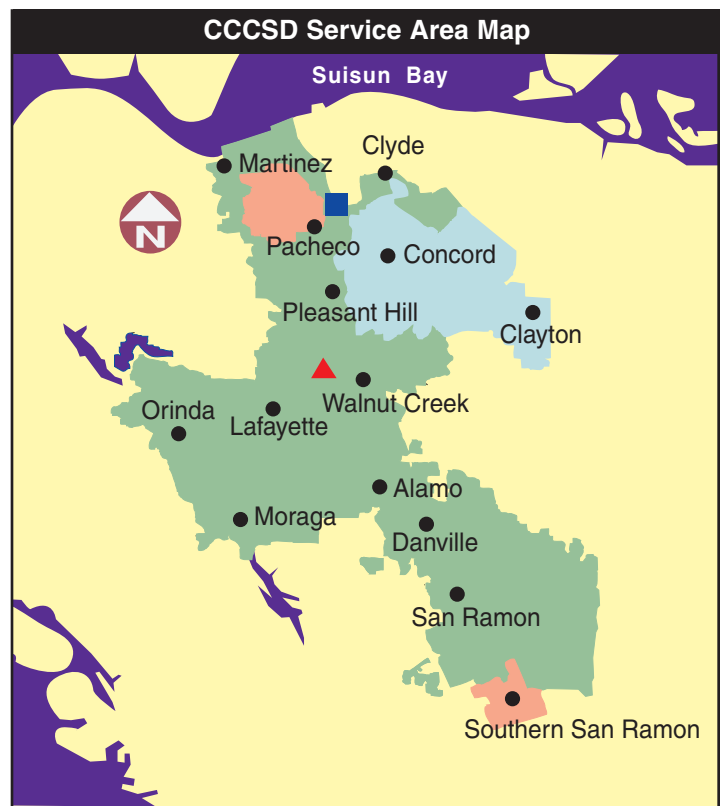 CCCSD Service Area Map
Suisun Bay
Clyde
Martinez
N
Pacheco
Concord
Pleasant Hill
Clayton
Walnut Creek
Orinda
Lafayette
Alamo
Moraga
Danville
San Ramon
Southern San Ramon